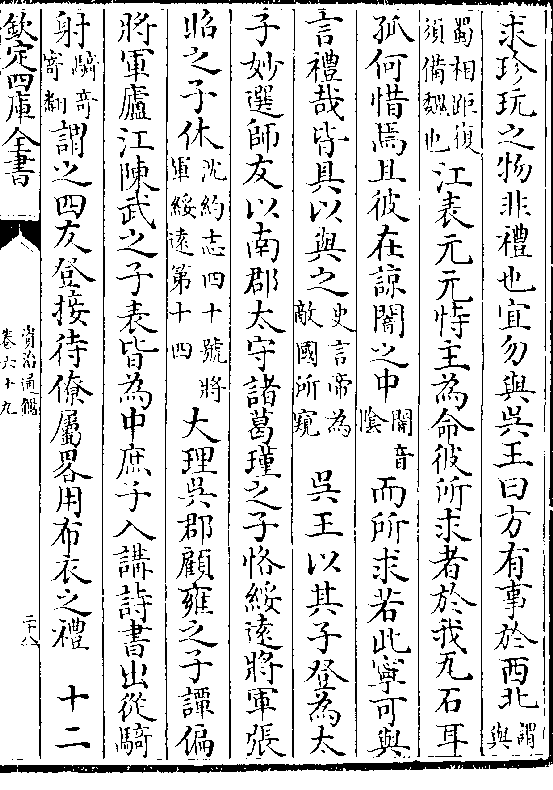 求珍玩之物非禮也宜勿與吳王曰方有事於西北謂與
蜀相距復須備魏也江表元元恃主為命彼所求者於我瓦石耳
孤何惜焉且彼在諒闇之中闇音隂而所求若此寧可與
言禮哉皆具以與之史言帝為敵國所窺吳王以其子登為太
子妙選師友以南郡太守諸葛瑾之子恪綏遠將軍張
昭之子休沈約志四十號將軍綏遠第十四大理吳郡顧雍之子譚偏
將軍廬江陳武之子表皆為中庶子入講詩書出從騎
射騎奇寄翻謂之四友登接待僚屬畧用布衣之禮 十二
欽定四庫全書
資治通鑑
卷六十九
二十八